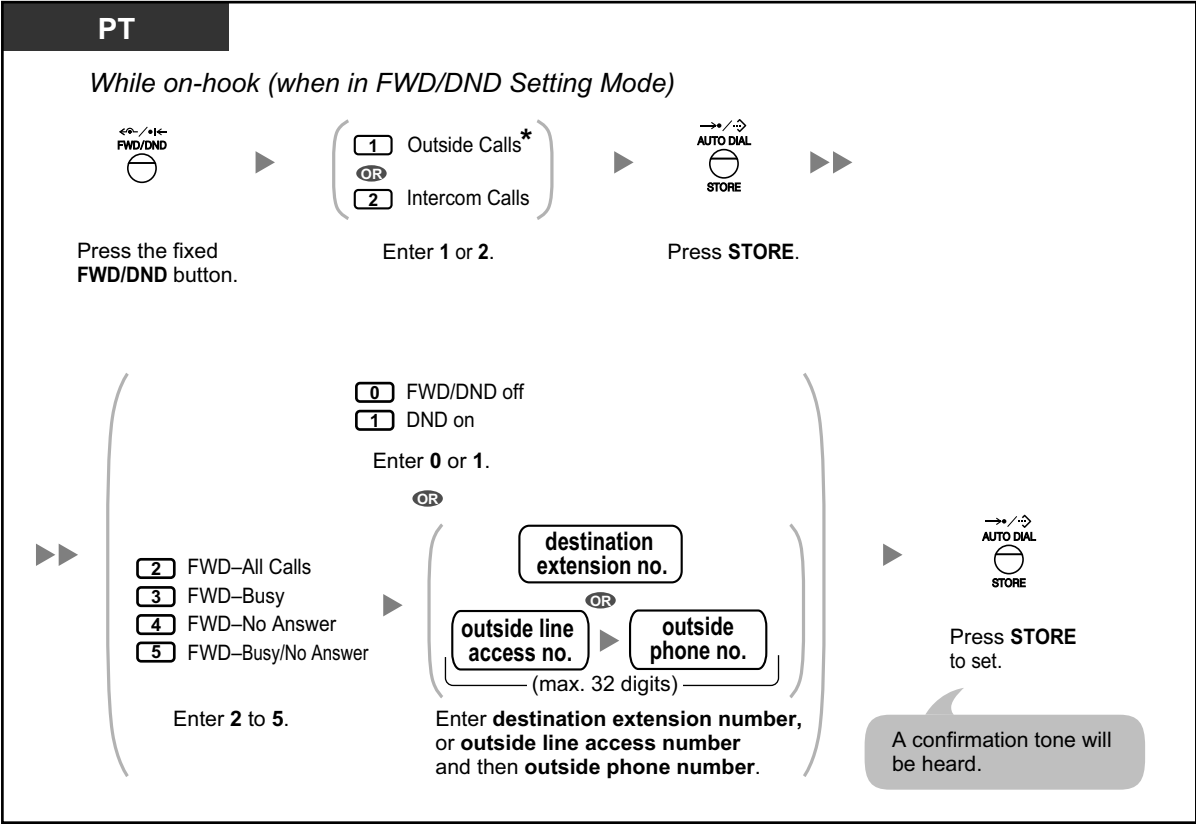 PT
While on-hook (when in FWD/DND Setting Mode)
FWD/DND
Press the fixed
FWD/DND button.
1 Outside Calls*
OR
2 Intercom Calls
Enter 1 or 2.
AUTO DIAL
STORE
Press STORE.
0 FWD/DND off
1 DND on
Enter 0 or 1.
OR
2 FWD–All Calls
3 FWD–Busy
4 FWD–No Answer
5 FWD–Busy/No Answer
Enter 2 to 5.
destination
extension no.
OR
outside line
access no.
outside
phone no.
(max. 32 digits)
Enter destination extension number,
or outside line access number
and then outside phone number.
AUTO DIAL
STORE
Press STORE
to set.
A confirmation tone will
be heard.